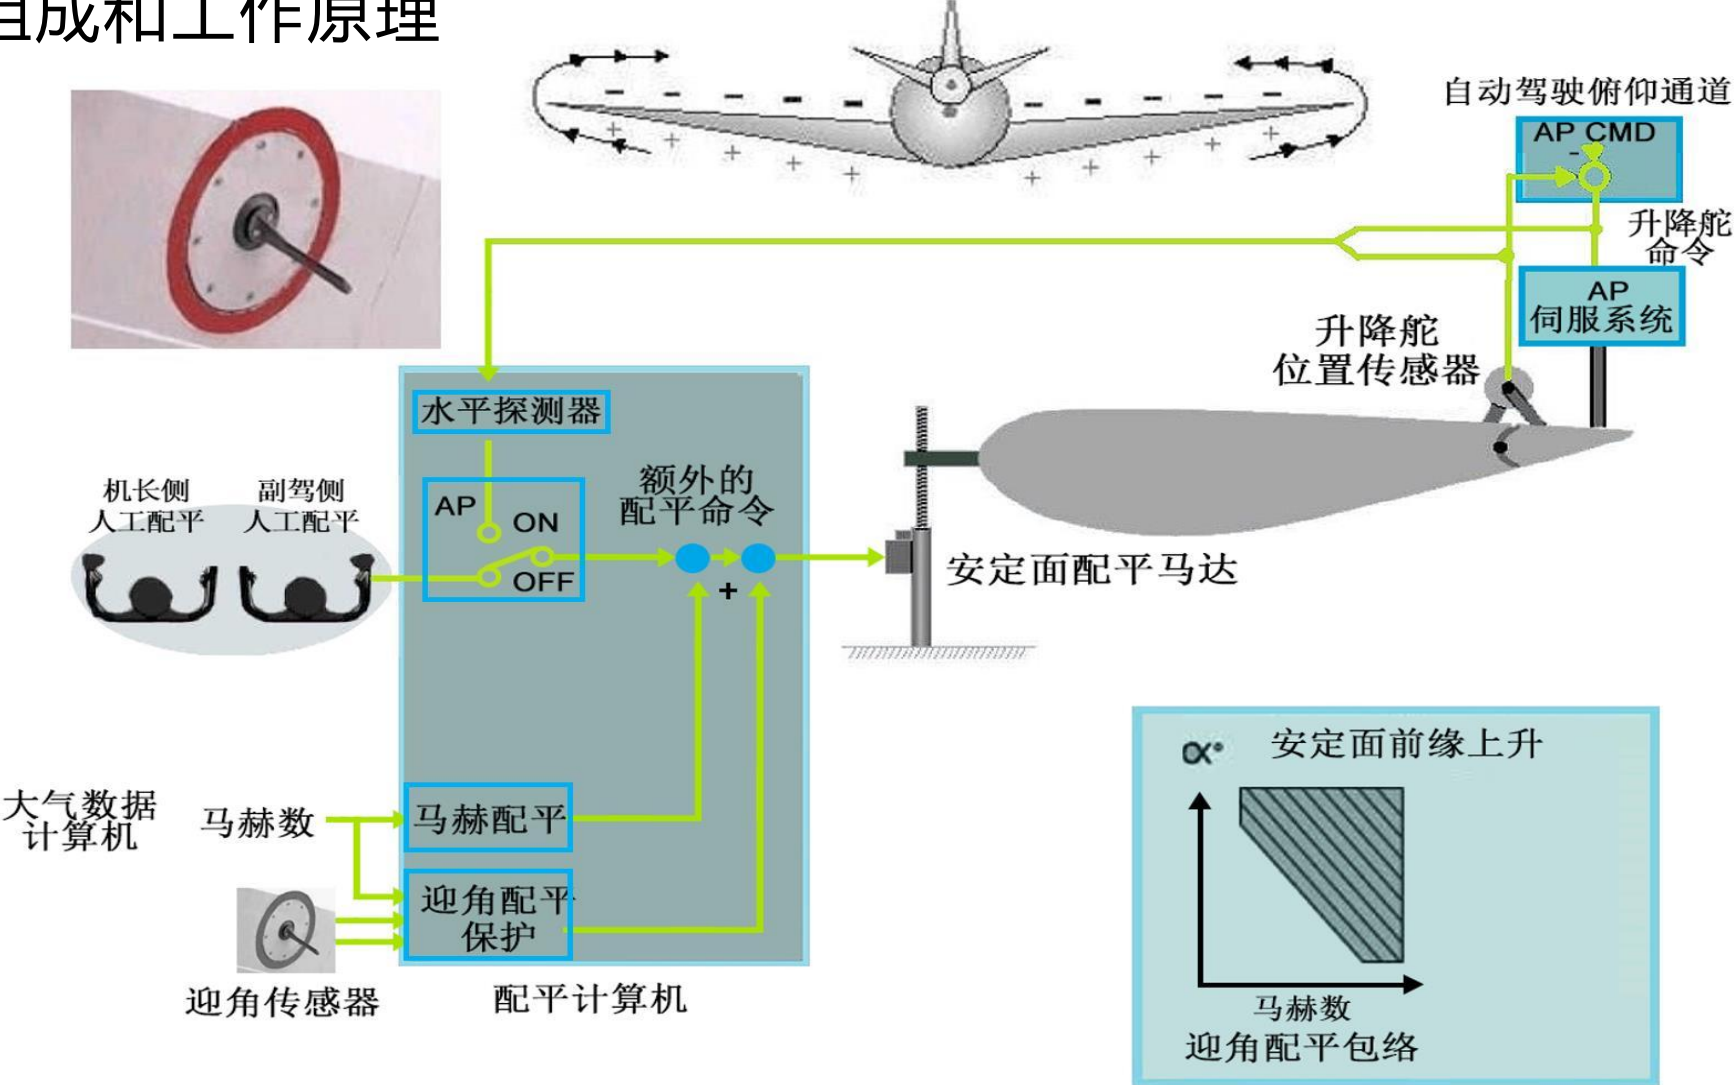 组成和工作原理
自动驾驶俯仰通道
AP CMD
-
升降舵
命令
AP
伺服系统
升降舵
位置传感器
水平探测器
机长侧
人工配平
副驾侧
人工配平
AP
ON
OFF
额外的
配平命令
+
安定面配平马达
大气数据
计算机
马赫数
马赫配平
迎角配平
保护
迎角传感器
配平计算机
α°
安定面前缘上升
马赫数
迎角配平包络